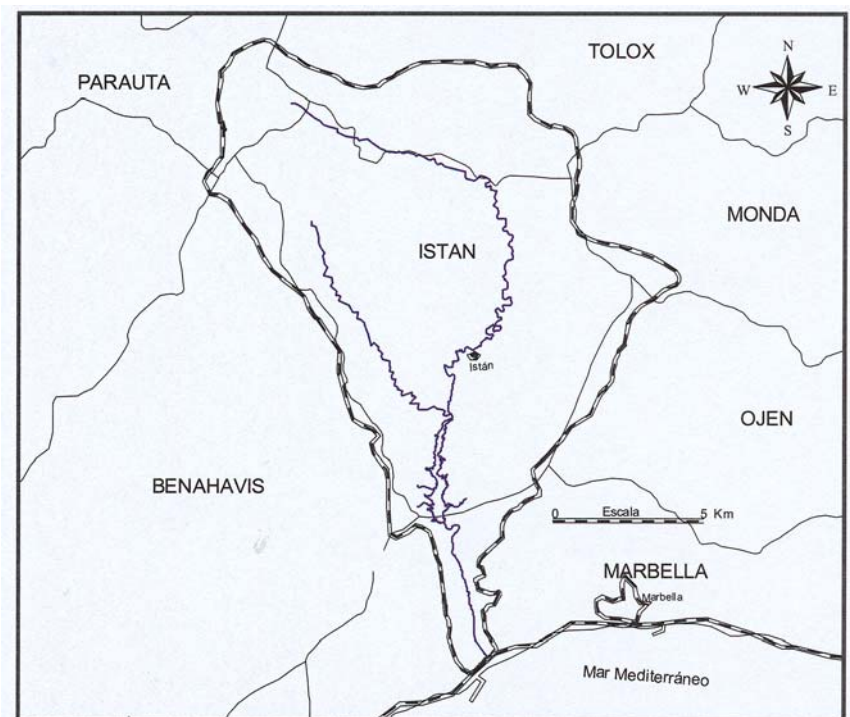 TOLOX
PARAUTA
N
W E
S
MONDA
ISTAN
Istán
OJEN
BENAHAVIS
0 Escala 5 Km
MARBELLA
Marbella
Mar Mediterráneo